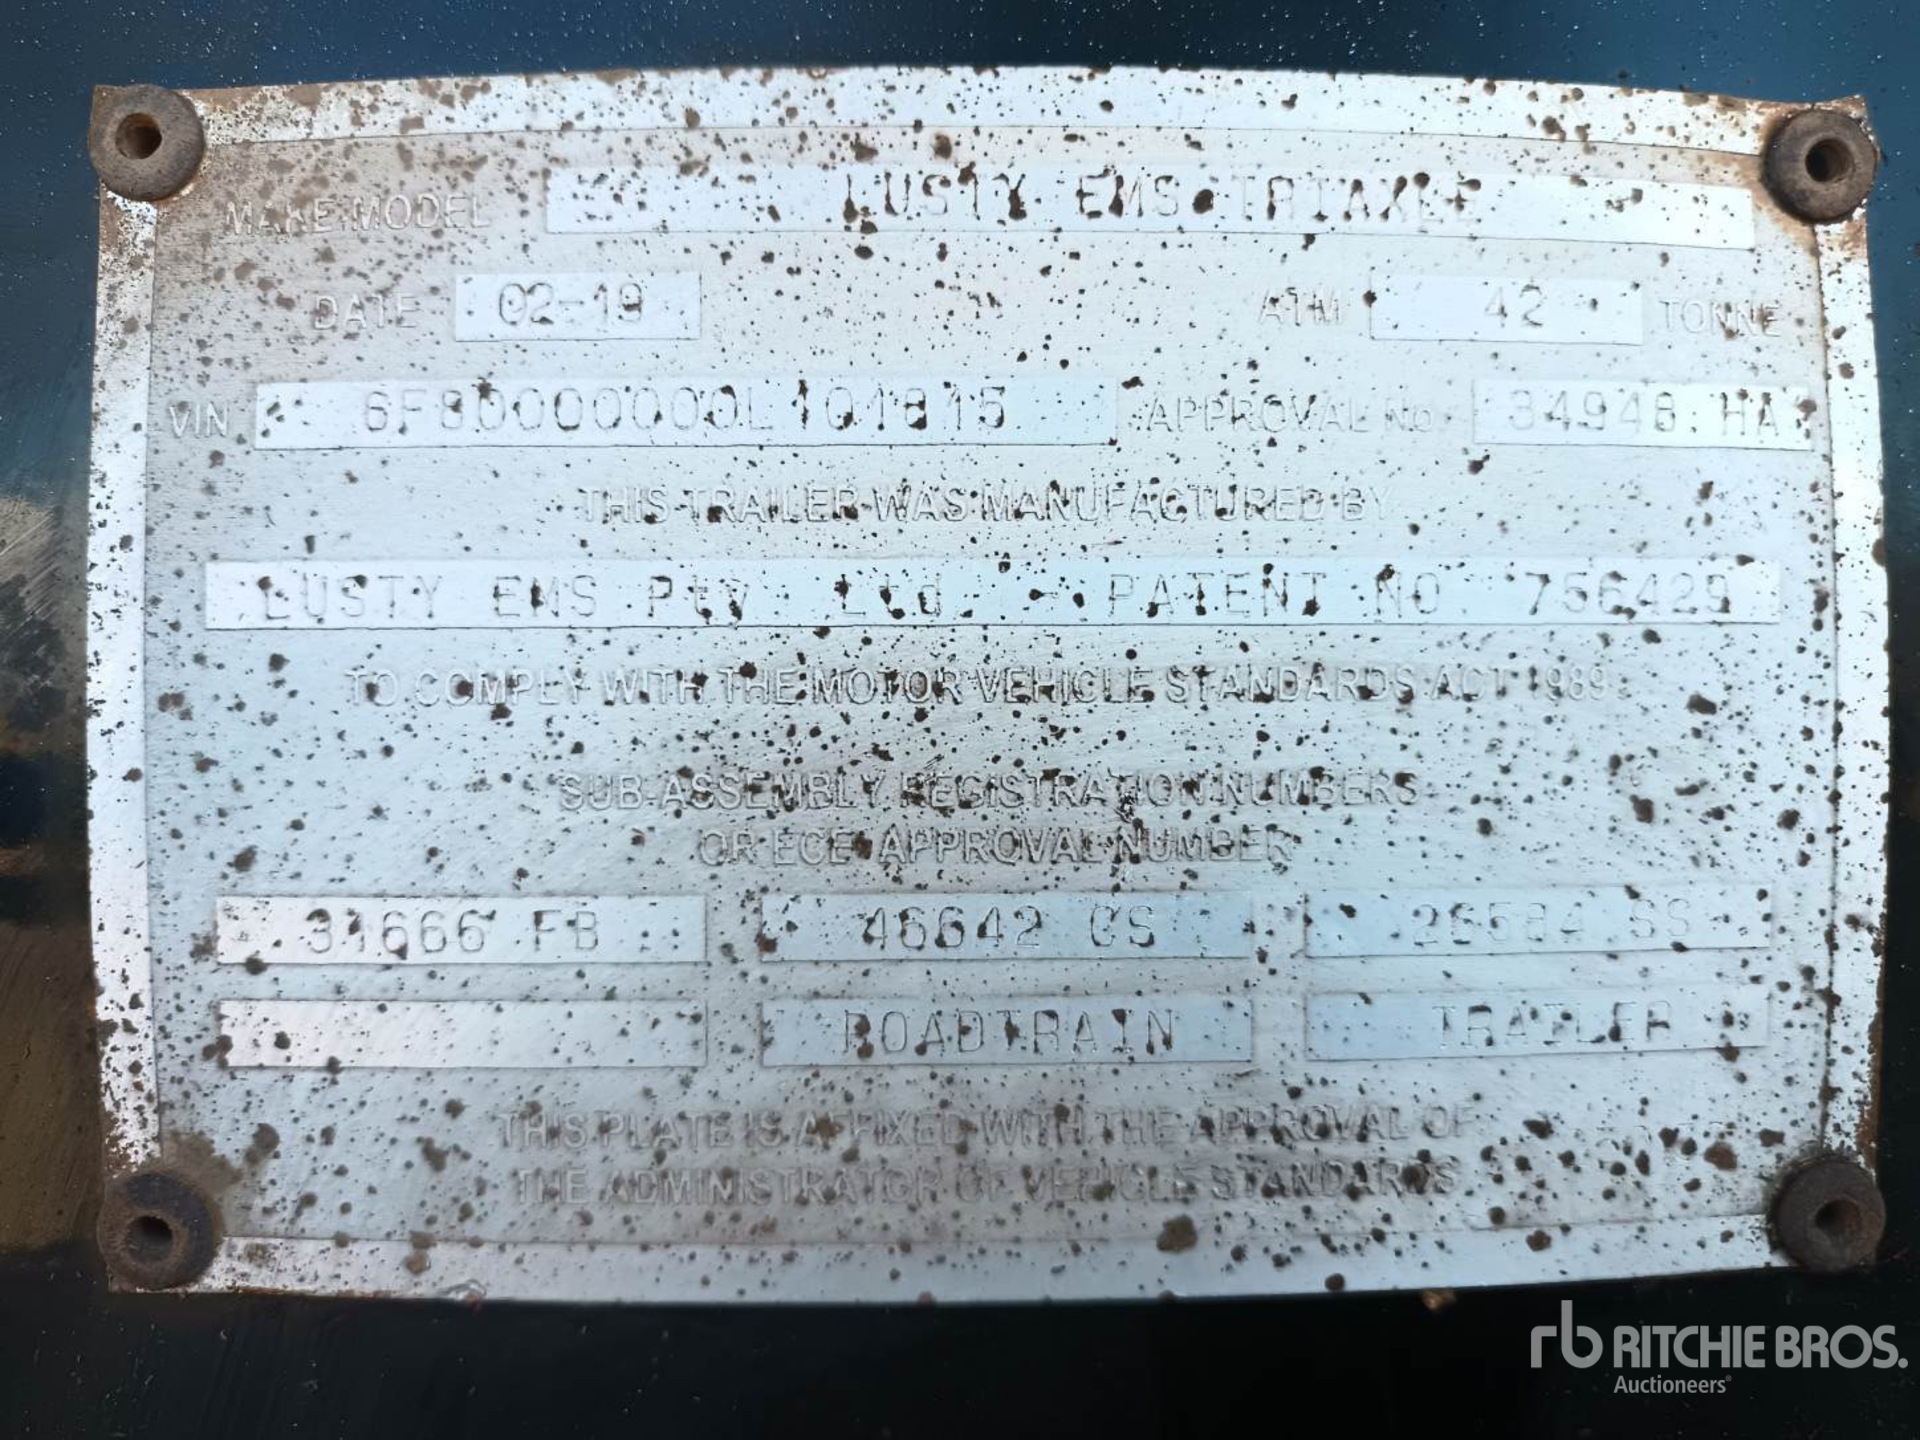 MAKE MODEL LUSTY EMS TRIAXLE
DATE 02-19 ATM 42 TONNE
VIN 6F80000000L101815 APPROVAL No 34948 HA
THIS TRAILER WAS MANUFACTURED BY
LUSTY EMS Pty Ltd - PATENT NO 756429
TO COMPLY WITH THE MOTOR VEHICLE STANDARDS ACT 1989
SUB-ASSEMBLY REGISTRATION NUMBERS
OR ECE APPROVAL NUMBER
31666 FB 46642 CS 26584 SS
ROADTRAIN TRAILER
THIS PLATE IS AFFIXED WITH THE APPROVAL OF
THE ADMINISTRATOR OF VEHICLE STANDARDS
rb RITCHIE BROS.
Auctioneers®